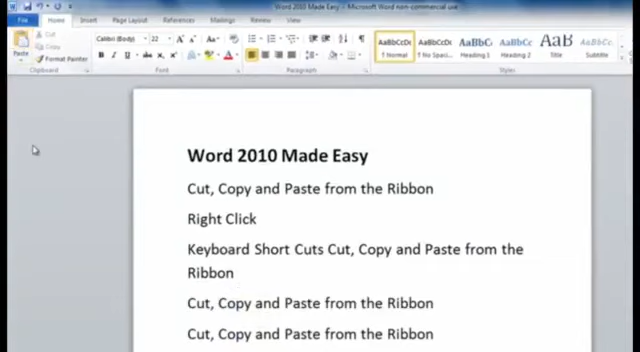 Word 2010 Made Easy - Microsoft Word non-commercial use
File Home Insert Page Layout References Mailings Review View
Cut
Copy
Paste Format Painter
Calibri (Body) 22
AaBbCcDc AaBbCcDc AaBbC AaBbCc AaB AaBbCc
¶ Normal ¶ No Spaci... Heading 1 Heading 2 Title Subtitle
Clipboard Font Paragraph Styles
Word 2010 Made Easy
Cut, Copy and Paste from the Ribbon
Right Click
Keyboard Short Cuts Cut, Copy and Paste from the
Ribbon
Cut, Copy and Paste from the Ribbon
Cut, Copy and Paste from the Ribbon